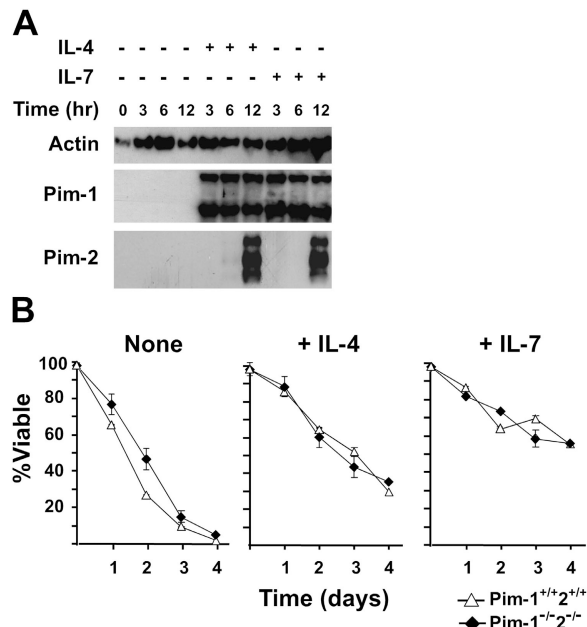 A
IL-4 - - - - + + + - - -
IL-7 - - - - - - - + + +
Time (hr) 0 3 6 12 3 6 12 3 6 12
Actin
Pim-1
Pim-2
B
None + IL-4 + IL-7
%Viable
100
80
60
40
20
1 2 3 4 1 2 3 4 1 2 3 4
Time (days)
Pim-1+/+2+/+
Pim-1-/-2-/-